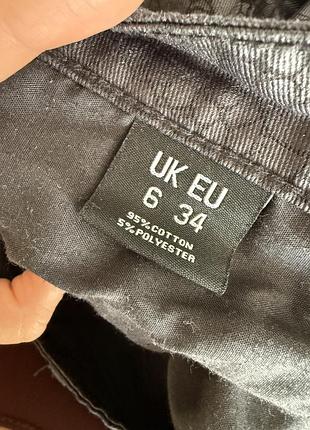 UK EU
6 34
95% COTTON
5% POLYESTER